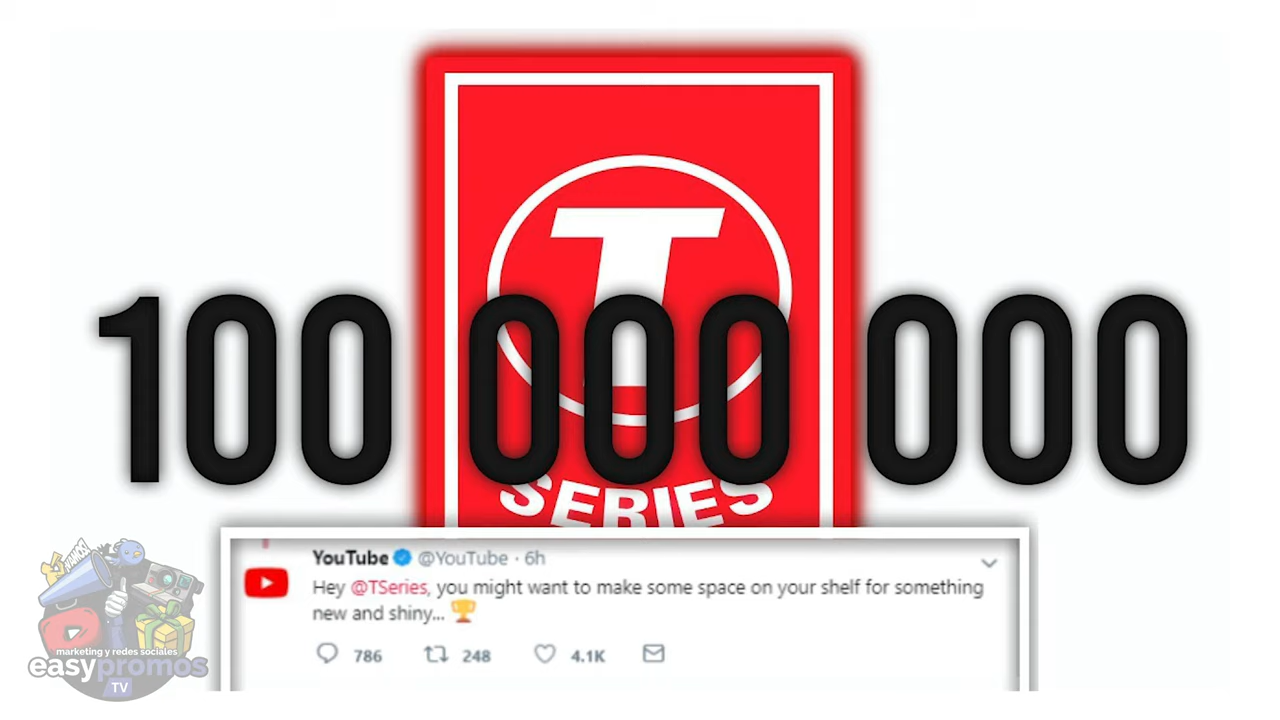 T
SERIES
100 000 000
YouTube @YouTube · 6h
Hey @TSeries, you might want to make some space on your shelf for something
new and shiny... 🏆
786 248 4.1K
¡VAMOS!
marketing y redes sociales
easypromos
TV